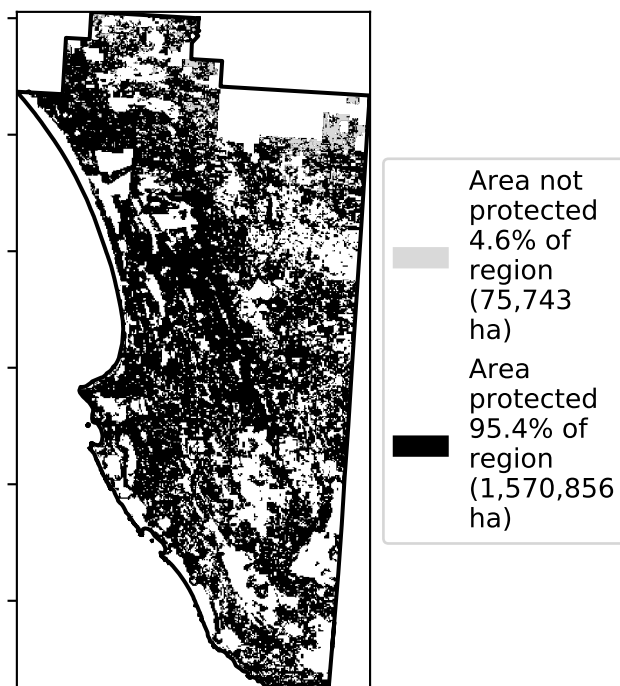 Area not
protected
4.6% of
region
(75,743
ha)
Area
protected
95.4% of
region
(1,570,856
ha)